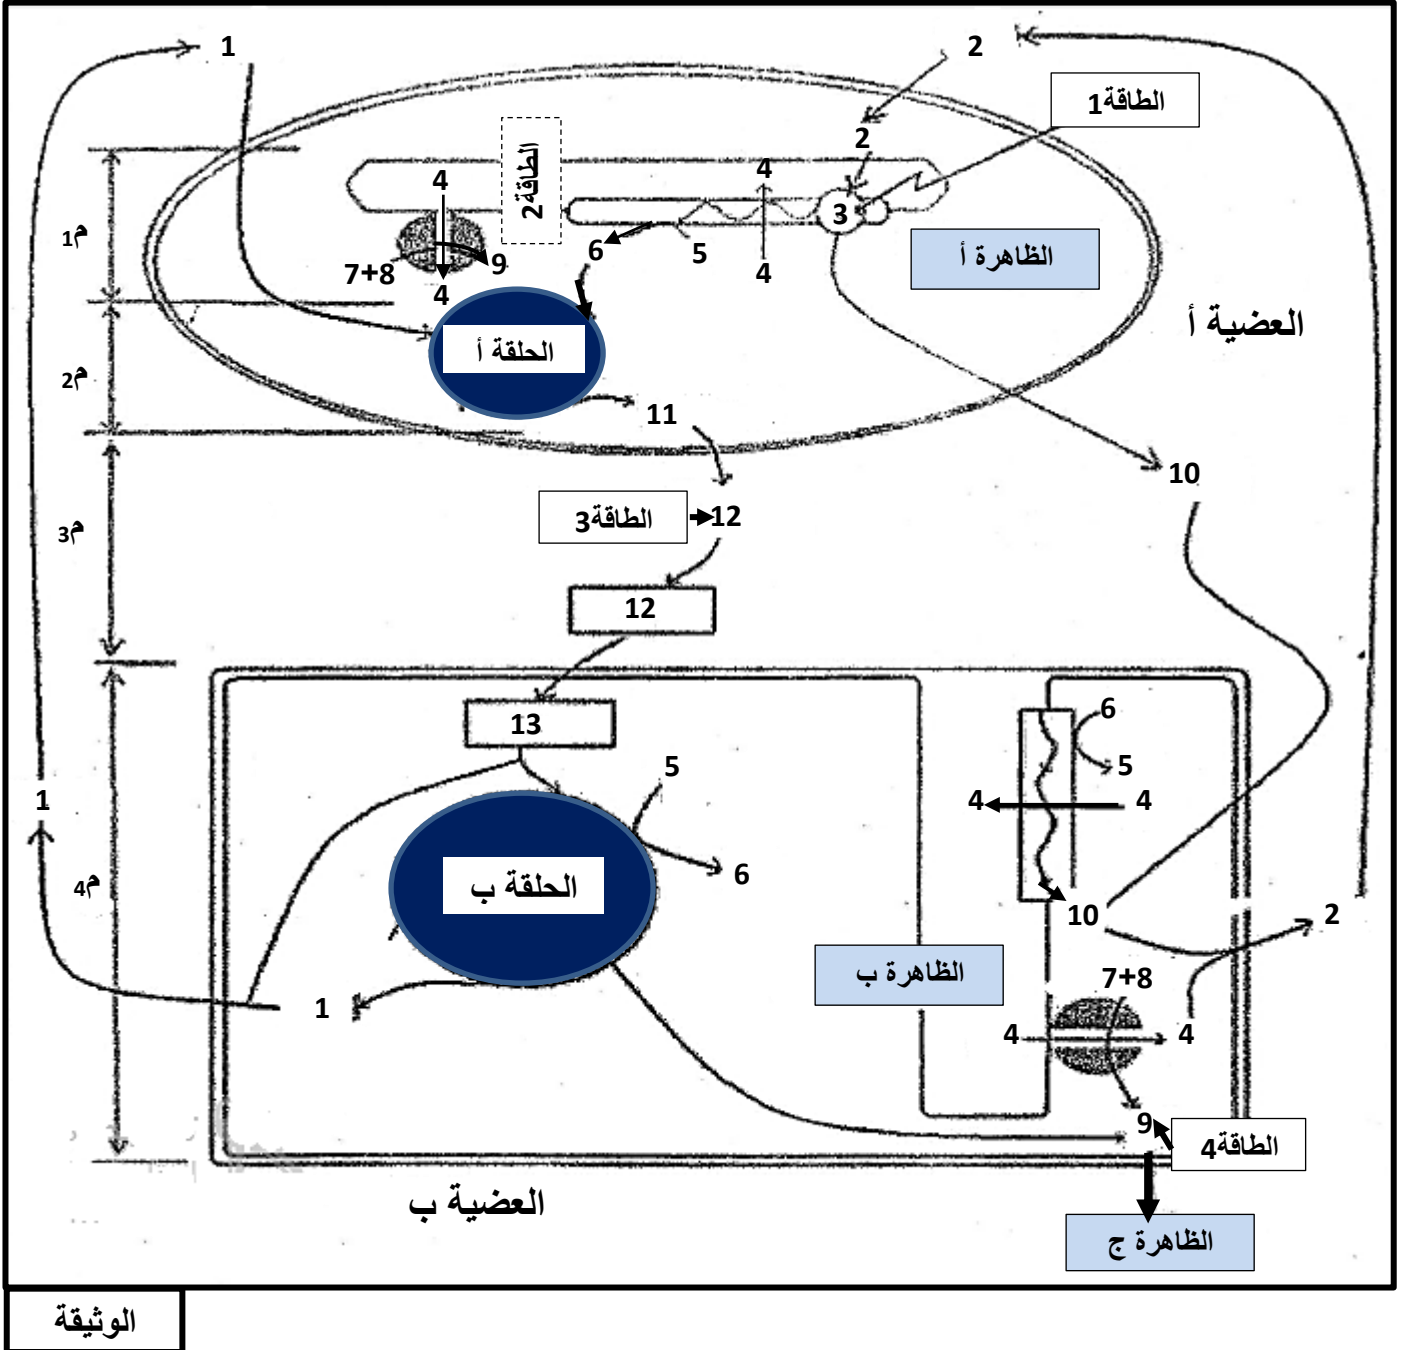 1
2
الطاقة1
2
الطاقة2
4
4
3
6
5
4
7+8
9
4
م1
الظاهرة أ
العضية أ
الحلقة أ
م2
11
10
الطاقة3
12
م3
12
13
6
5
5
4
4
1
الحلقة ب
6
م4
10
2
الظاهرة ب
7+8
1
4
4
9
الطاقة4
العضية ب
الظاهرة ج
الوثيقة